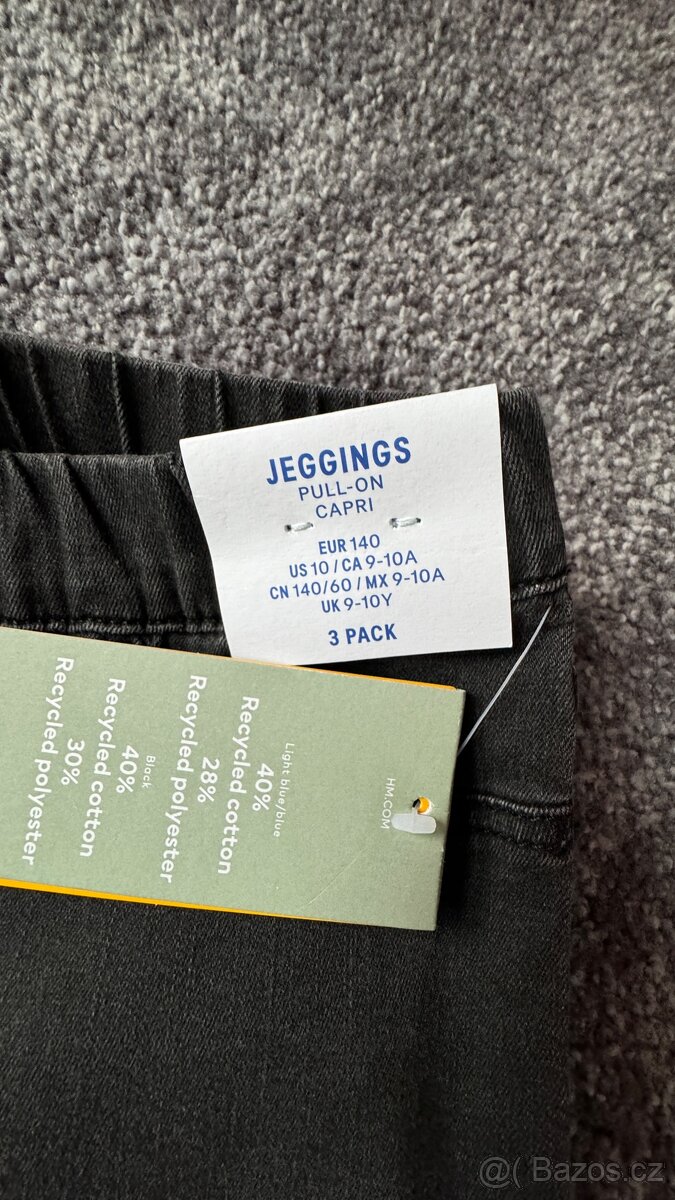 JEGGINGS
PULL-ON
CAPRI
EUR 140
US 10 / CA 9-10A
CN 140/60 / MX 9-10A
UK 9-10Y
3 PACK
HM.COM
Light blue/blue
40%
Recycled cotton
28%
Recycled polyester
Black
40%
Recycled cotton
30%
Recycled polyester
@( Bazos.cz